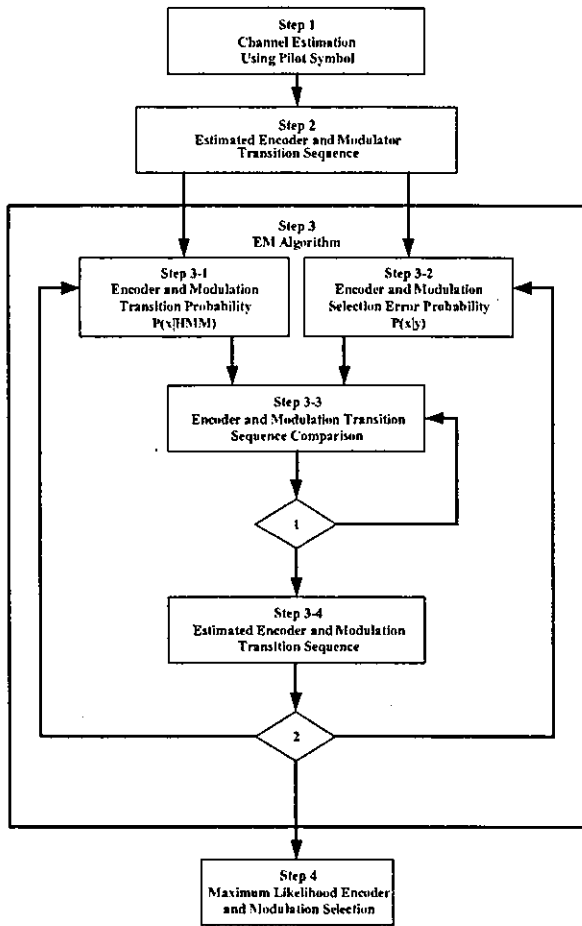 Step 1
Channel Estimation
Using Pilot Symbol
Step 2
Estimated Encoder and Modulator
Transition Sequence
Step 3
EM Algorithm
Step 3-1
Encoder and Modulation
Transition Probability
P(x|HMM)
Step 3-2
Encoder and Modulation
Selection Error Probability
P(x|y)
Step 3-3
Encoder and Modulation Transition
Sequence Comparison
1
Step 3-4
Estimated Encoder and Modulation
Transition Sequence
2
Step 4
Maximum Likelihood Encoder
and Modulation Selection